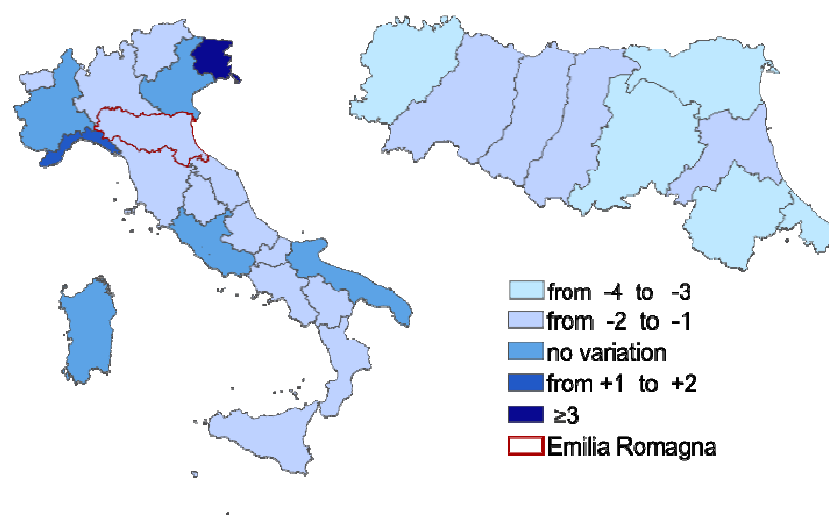 from -4 to -3
from -2 to -1
no variation
from +1 to +2
≥3
Emilia Romagna